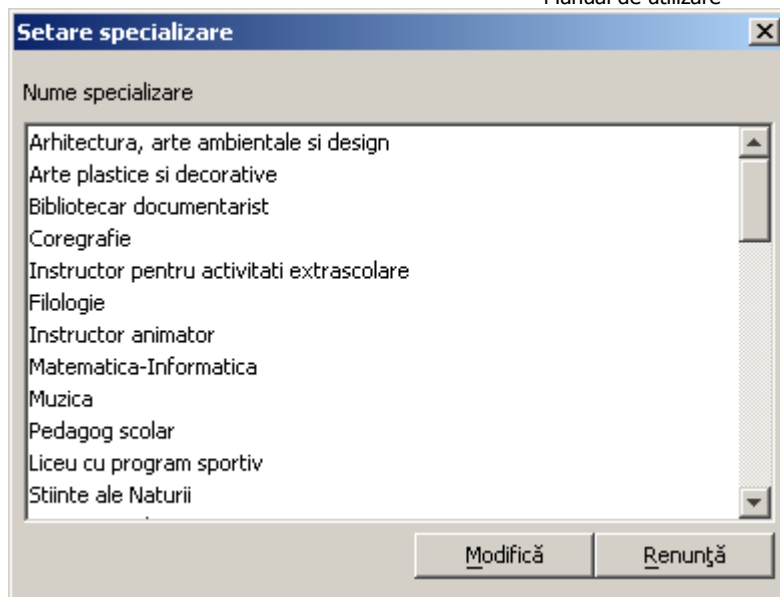 Manual de utilizare
Setare specializare
Nume specializare
Arhitectura, arte ambientale si design
Arte plastice si decorative
Bibliotecar documentarist
Coregrafie
Instructor pentru activitati extrascolare
Filologie
Instructor animator
Matematica-Informatica
Muzica
Pedagog scolar
Liceu cu program sportiv
Stiinte ale Naturii
Modifică
Renunţă